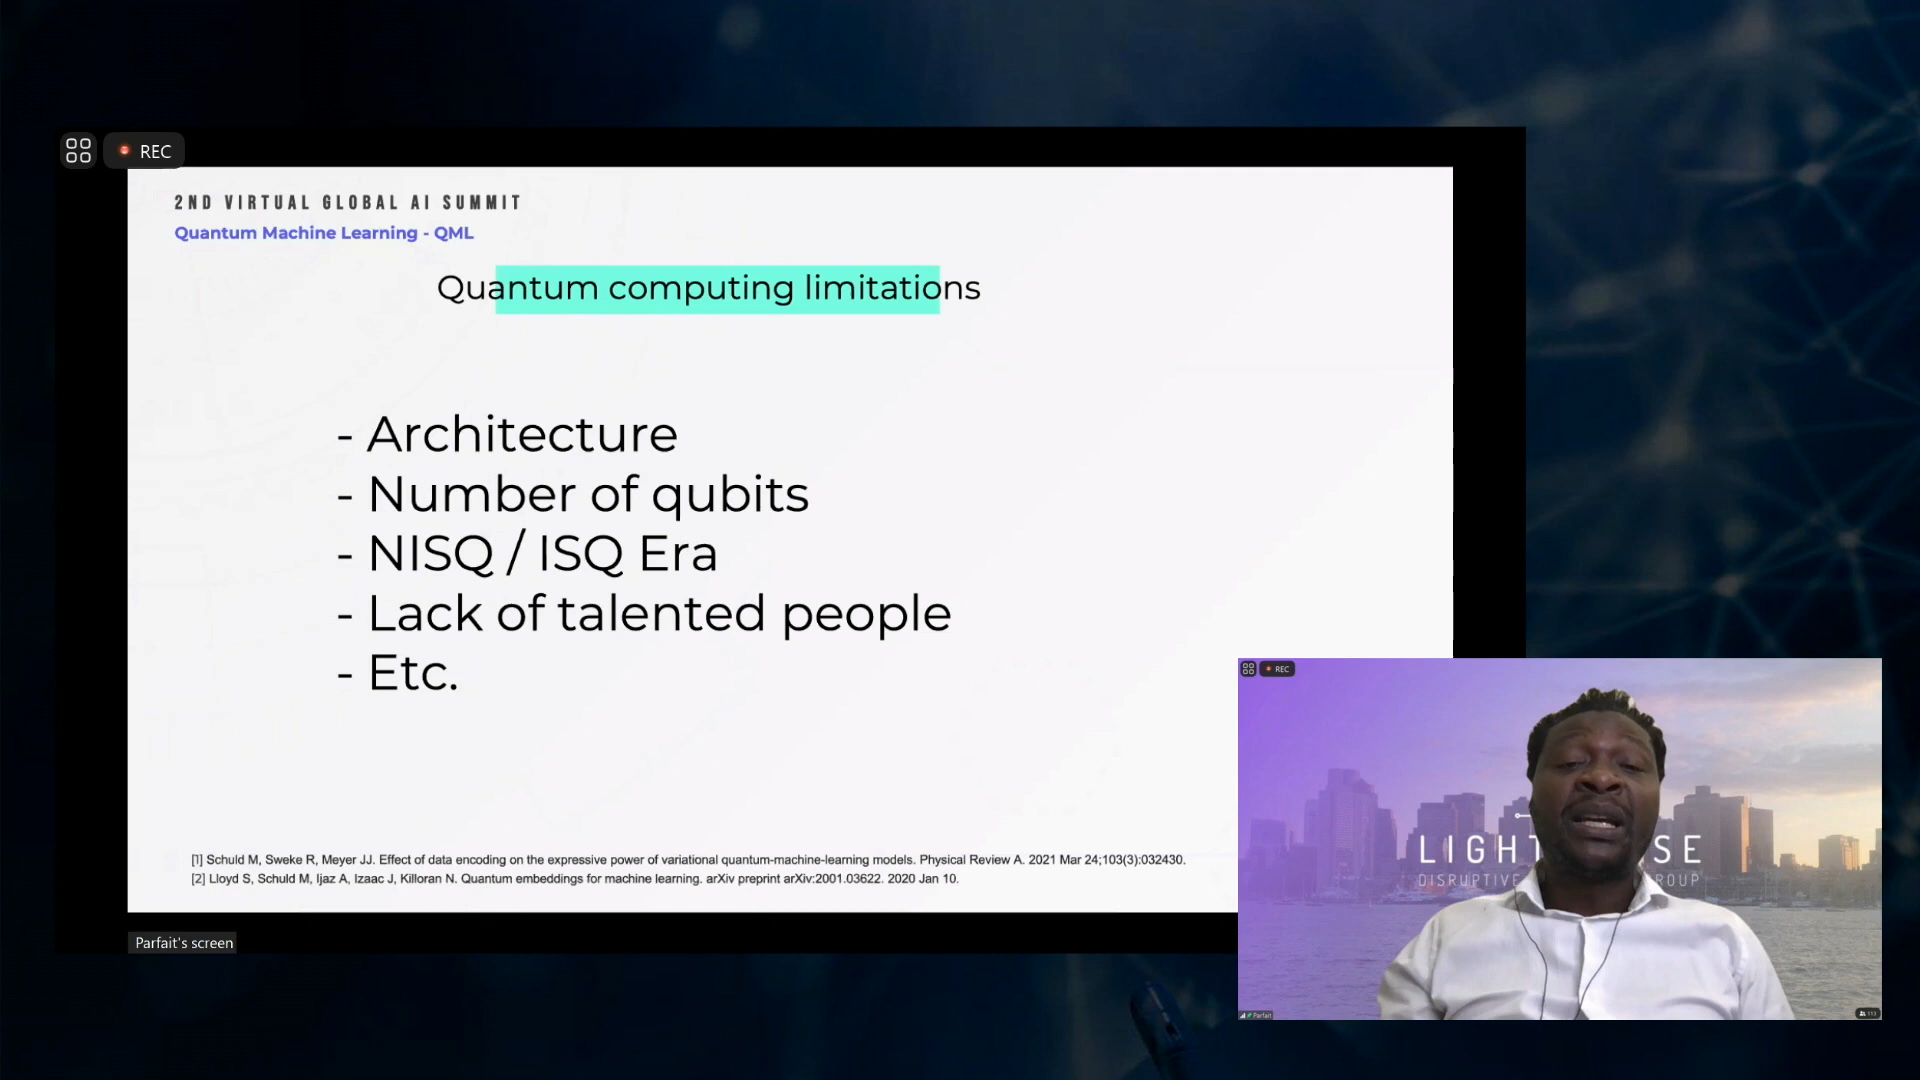 REC
2ND VIRTUAL GLOBAL AI SUMMIT
Quantum Machine Learning - QML
Quantum computing limitations
- Architecture
- Number of qubits
- NISQ / ISQ Era
- Lack of talented people
- Etc.
[1] Schuld M, Sweke R, Meyer JJ. Effect of data encoding on the expressive power of variational quantum-machine-learning models. Physical Review A. 2021 Mar 24;103(3):032430.
[2] Lloyd S, Schuld M, Ijaz A, Izaac J, Killoran N. Quantum embeddings for machine learning. arXiv preprint arXiv:2001.03622. 2020 Jan 10.
Parfait's screen
REC
LIGHT SE
DISRUPTIVE ROUP
Parfait